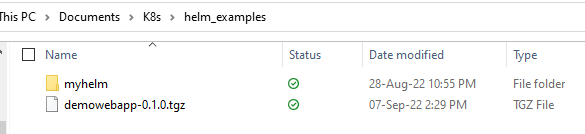 This PC > Documents > K8s > helm_examples
Name Status Date modified Type
myhelm 28-Aug-22 10:55 PM File folder
demowebapp-0.1.0.tgz 07-Sep-22 2:29 PM TGZ File